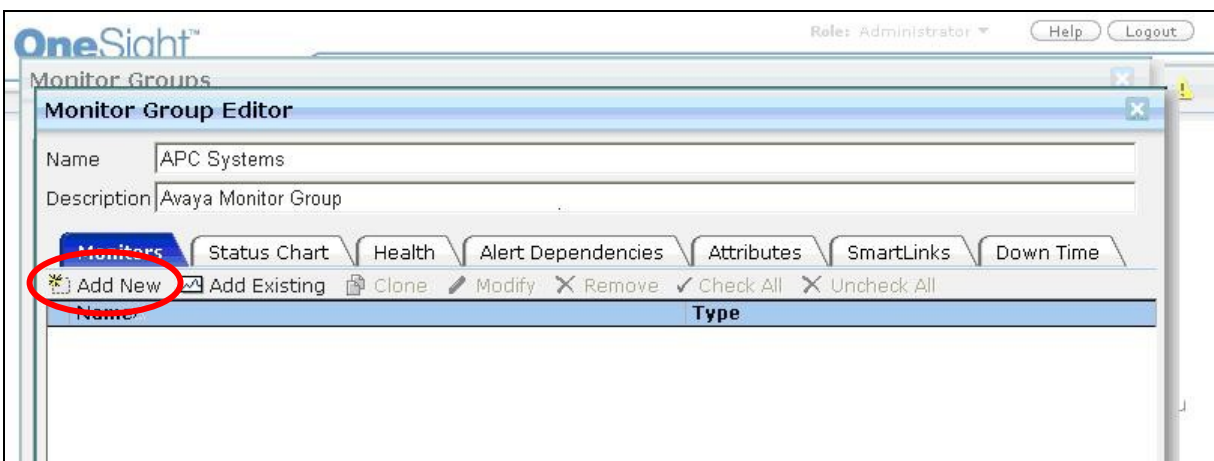 OneSight™
Role: Administrator
Help
Logout
Monitor Groups
Monitor Group Editor
Name APC Systems
Description Avaya Monitor Group
Monitors Status Chart Health Alert Dependencies Attributes SmartLinks Down Time
Add New Add Existing Clone Modify Remove Check All Uncheck All
Name Type